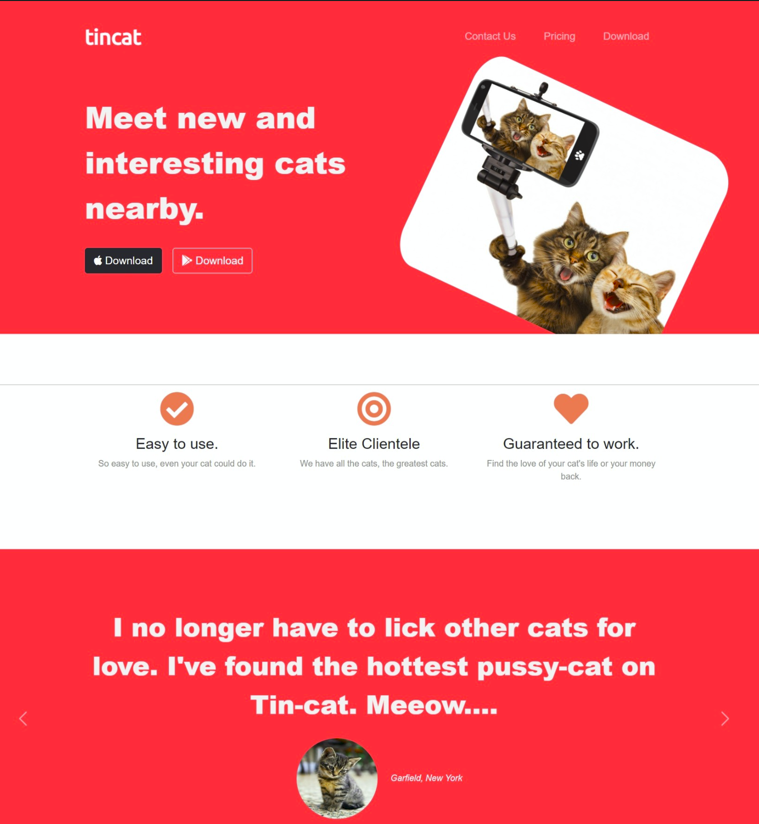 tincat
Contact Us Pricing Download
Meet new and
interesting cats
nearby.
Download Download
Easy to use.
So easy to use, even your cat could do it.
Elite Clientele
We have all the cats, the greatest cats.
Guaranteed to work.
Find the love of your cat's life or your money
back.
I no longer have to lick other cats for
love. I've found the hottest pussy-cat on
Tin-cat. Meeow....
Garfield, New York